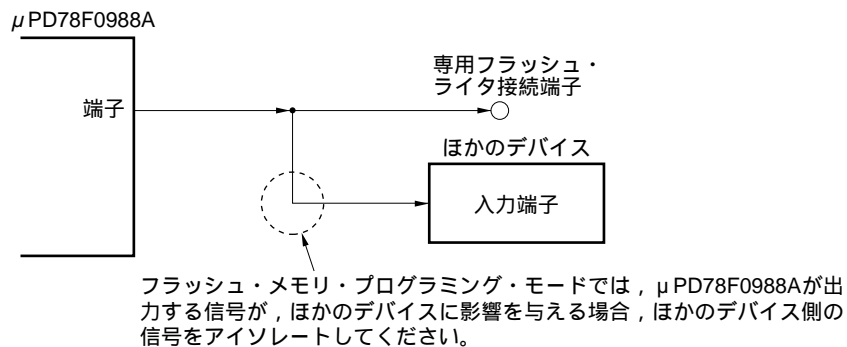 μPD78F0988A
端子
専用フラッシュ・
ライタ接続端子
ほかのデバイス
入力端子
フラッシュ・メモリ・プログラミング・モードでは，μPD78F0988Aが出
力する信号が，ほかのデバイスに影響を与える場合，ほかのデバイス側の
信号をアイソレートしてください。